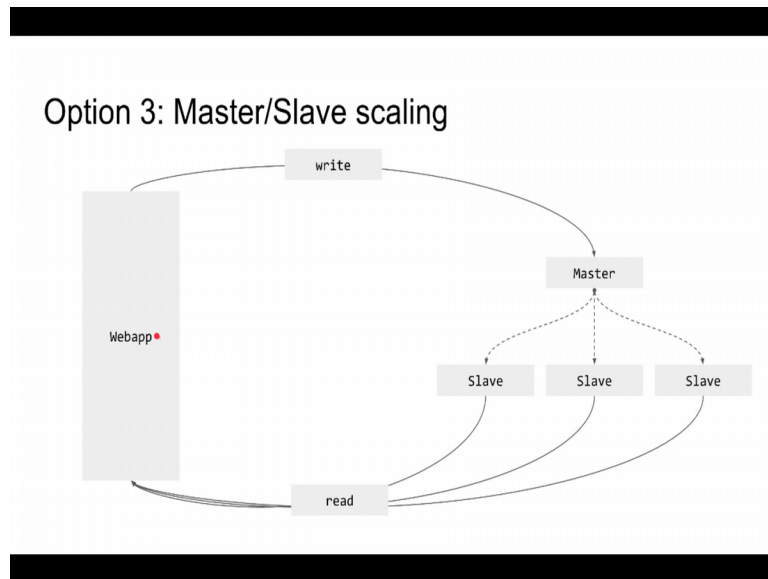 Option 3: Master/Slave scaling
write
Master
Webapp
Slave Slave Slave
read